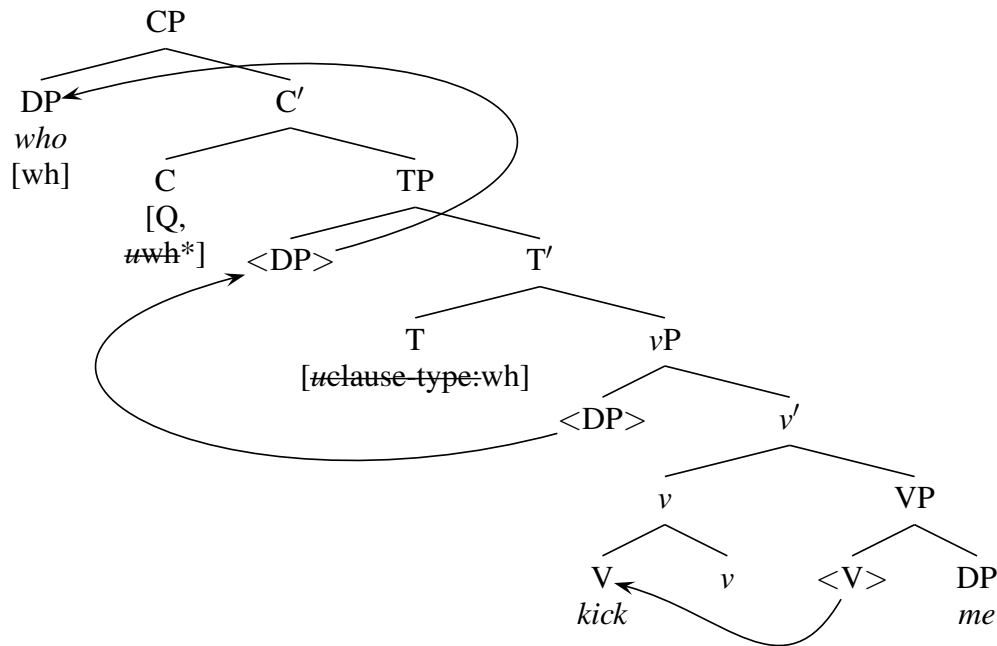 CP
DP C′
who
[wh]
C TP
[Q,
uwh*]
<DP> T′
T vP
[uclause-type:wh]
<DP> v′
v VP
V v <V> DP
kick me